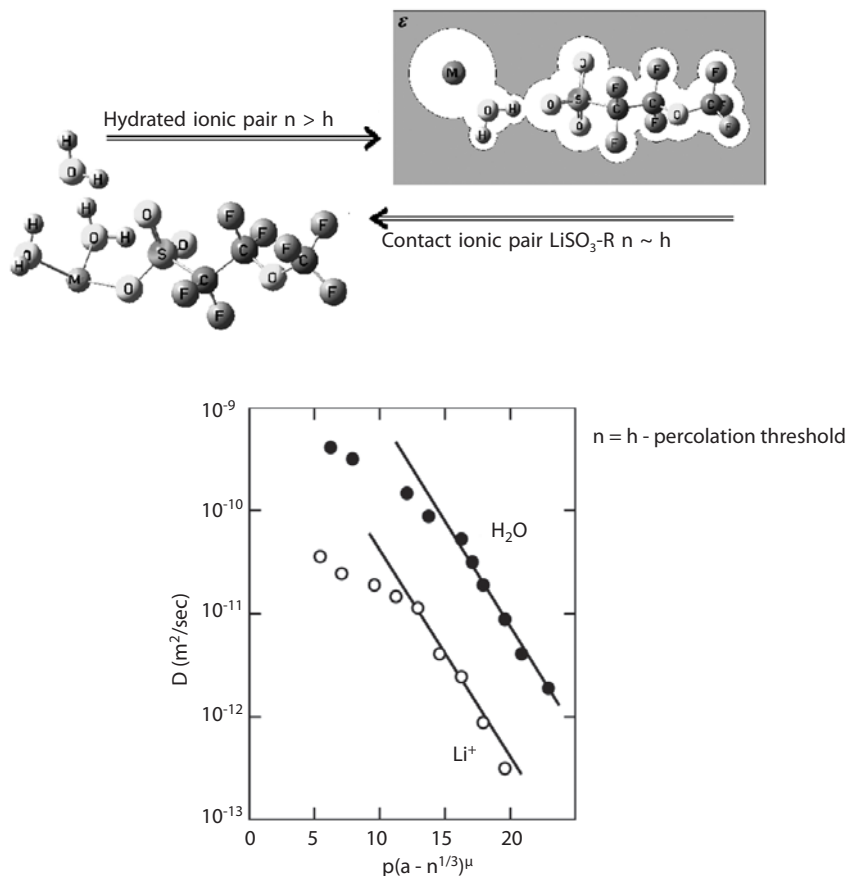 ε
Hydrated ionic pair n > h
Contact ionic pair LiSO₃-R n ~ h
M
O
H
H
O
S
O
O
F
C
F
F
C
F
O
F
C
F
F
H
O
H
H
O
H
H
O
H
M
O
O
S
O
F
F
C
C
F
F
O
F
F
C
F
n = h - percolation threshold
10⁻⁹
10⁻¹⁰
10⁻¹¹
10⁻¹²
10⁻¹³
D (m²/sec)
H₂O
Li⁺
0
5
10
15
20
p(a - n^{1/3})^μ